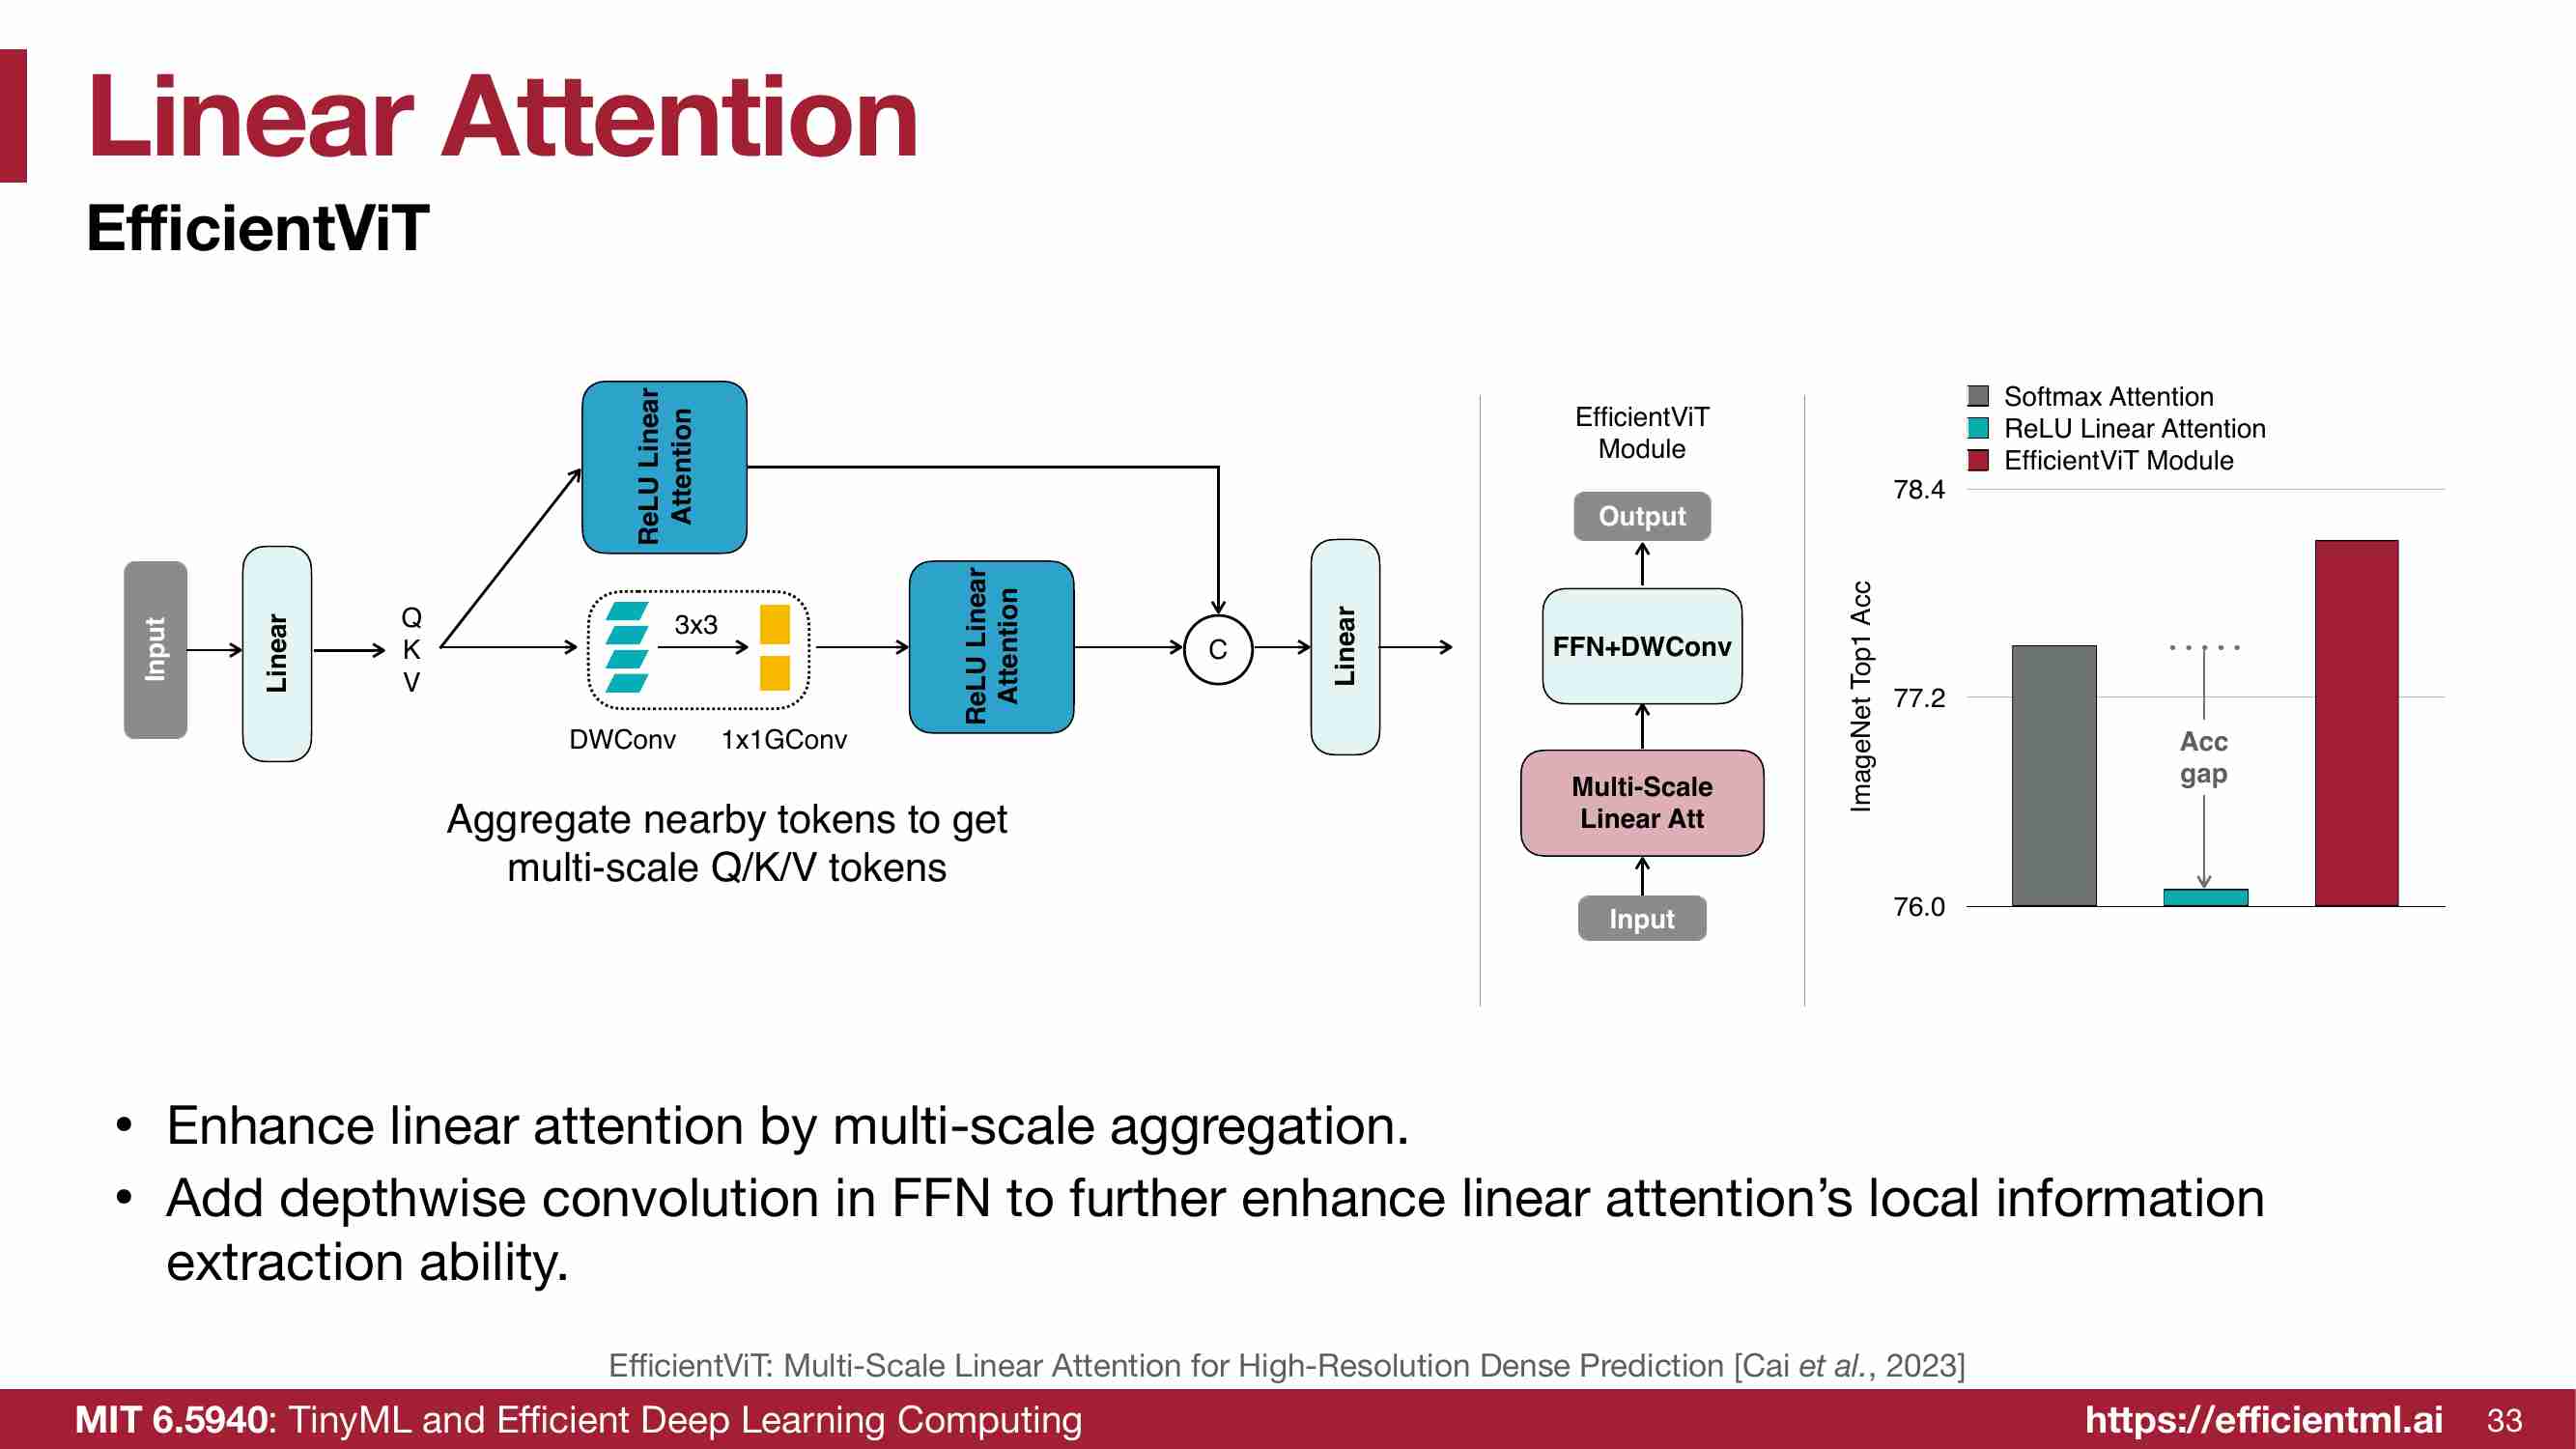 Linear Attention
EfficientViT
Input
Linear
Q
K
V
ReLU Linear
Attention
3x3
DWConv
1x1GConv
ReLU Linear
Attention
C
Linear
Aggregate nearby tokens to get
multi-scale Q/K/V tokens
EfficientViT
Module
Output
FFN+DWConv
Multi-Scale
Linear Att
Input
Softmax Attention
ReLU Linear Attention
EfficientViT Module
ImageNet Top1 Acc
78.4
77.2
76.0
Acc
gap
• Enhance linear attention by multi-scale aggregation.
• Add depthwise convolution in FFN to further enhance linear attention’s local information
extraction ability.
EfficientViT: Multi-Scale Linear Attention for High-Resolution Dense Prediction [Cai et al., 2023]
MIT 6.5940: TinyML and Efficient Deep Learning Computing
https://efficientml.ai
33